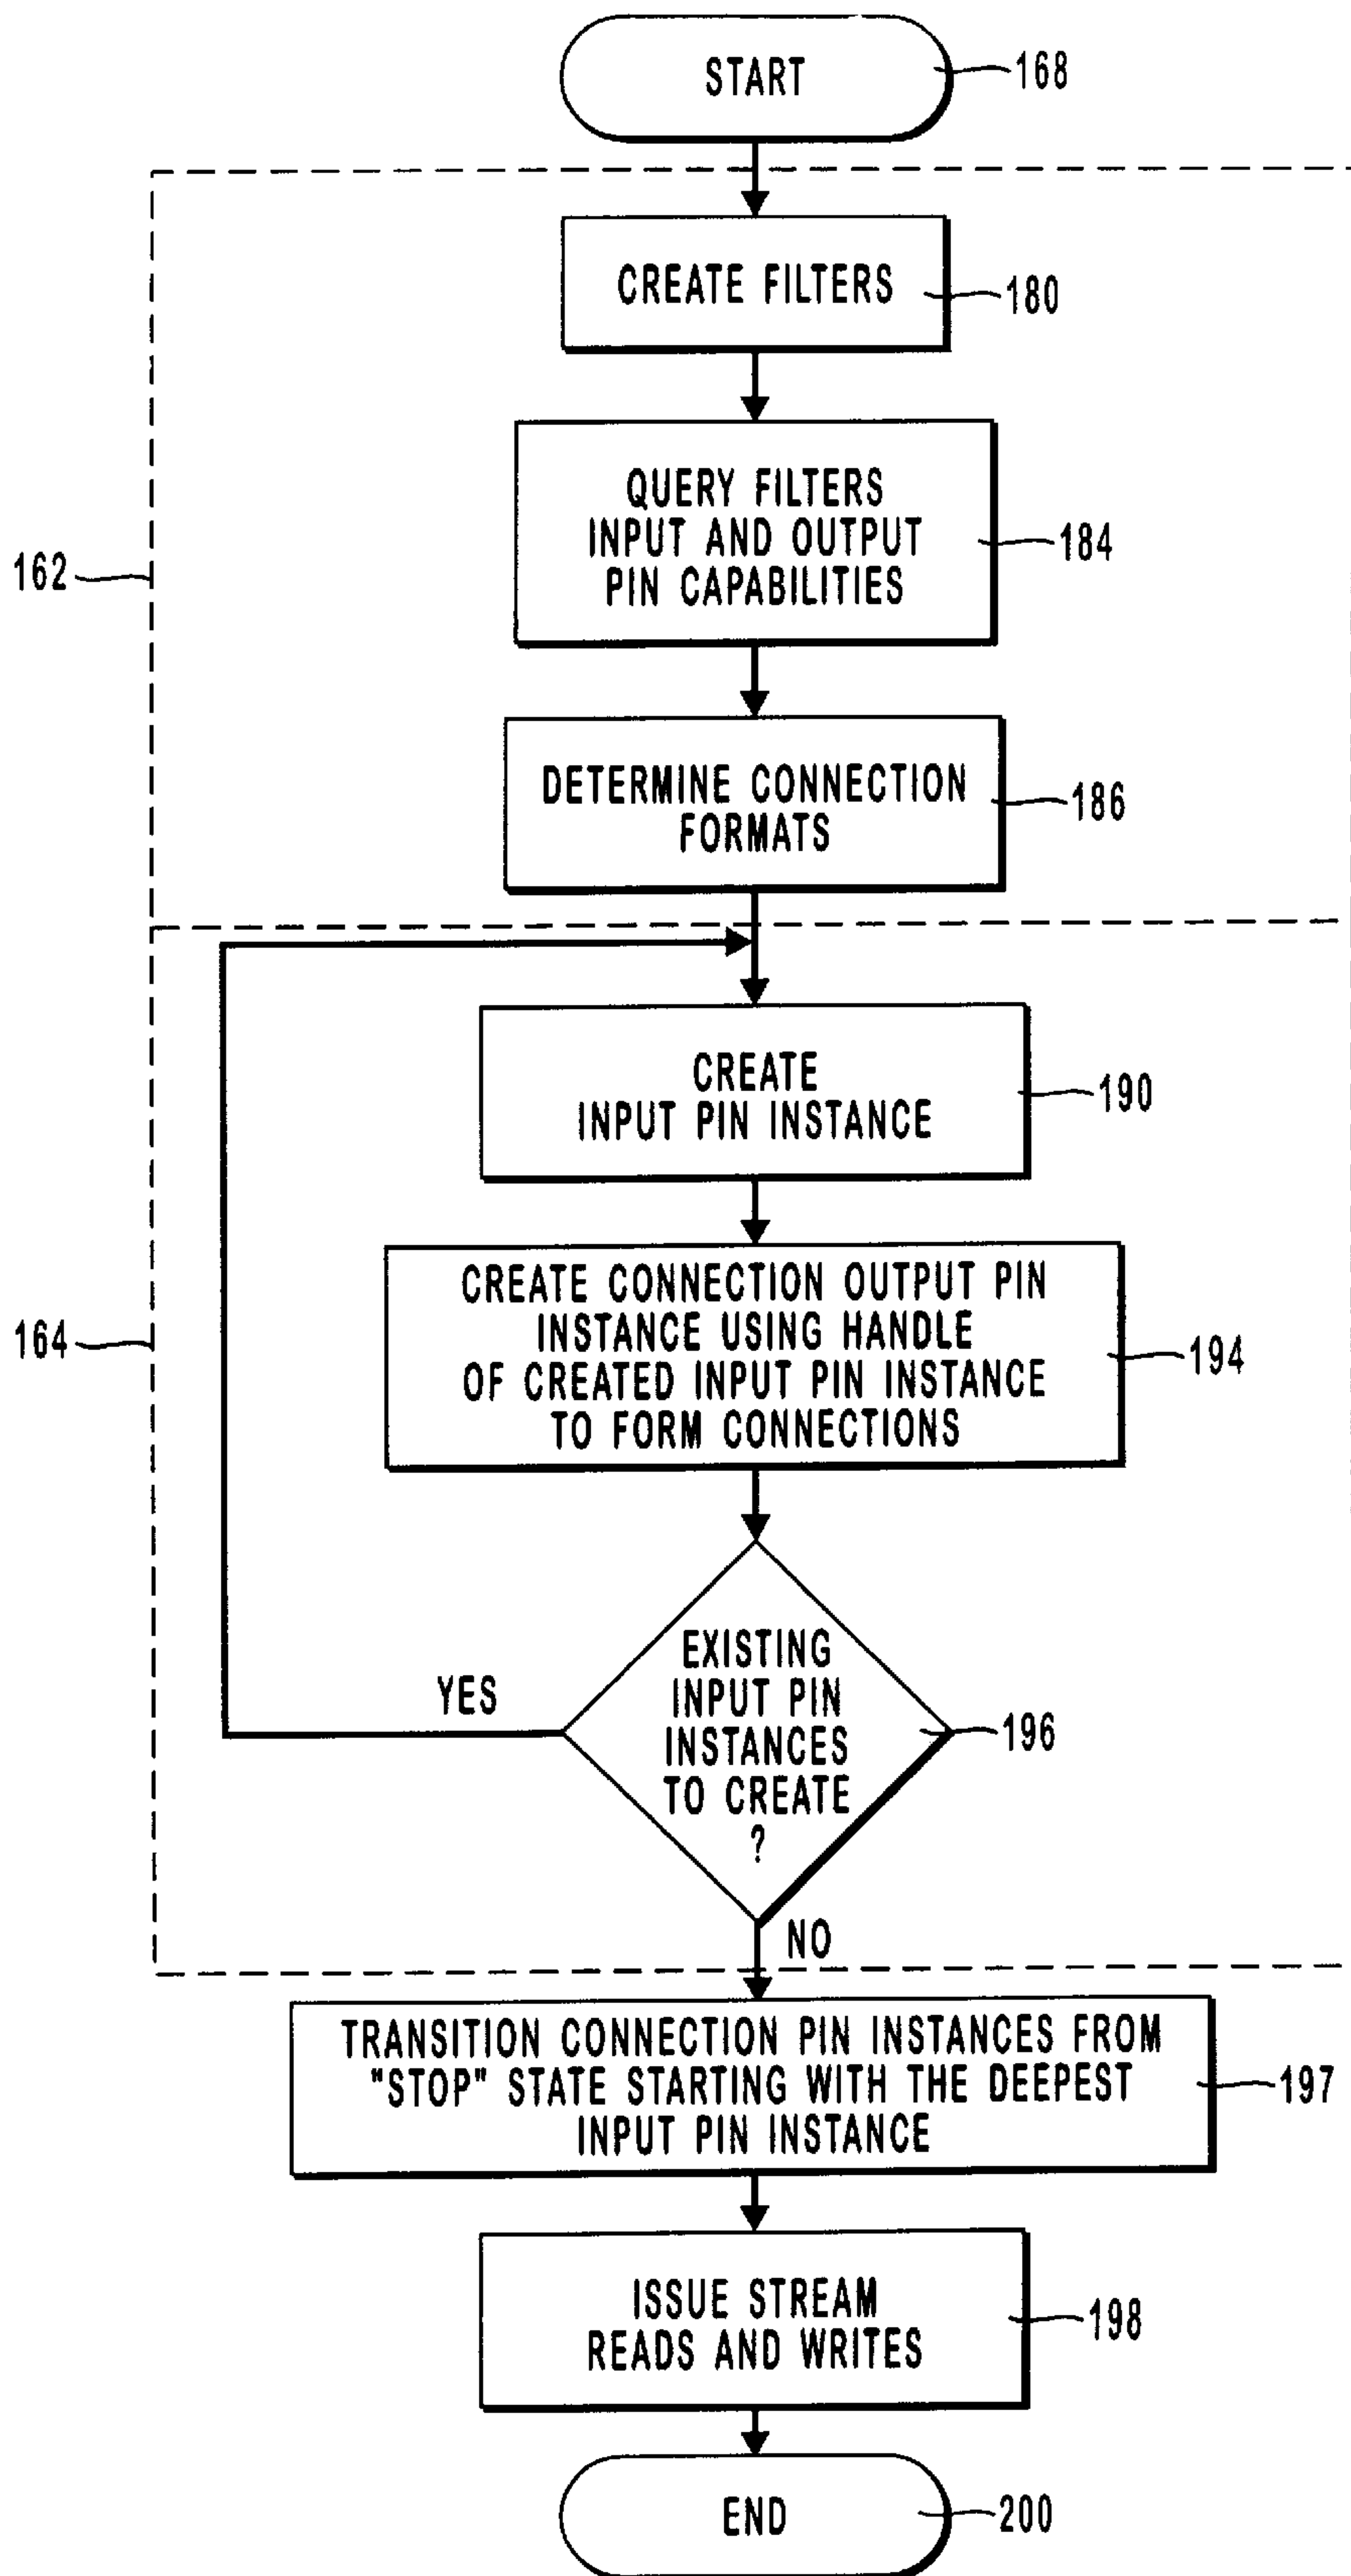 START
168
CREATE FILTERS
180
QUERY FILTERS
INPUT AND OUTPUT
PIN CAPABILITIES
184
162
DETERMINE CONNECTION
FORMATS
186
CREATE
INPUT PIN INSTANCE
190
CREATE CONNECTION OUTPUT PIN
INSTANCE USING HANDLE
OF CREATED INPUT PIN INSTANCE
TO FORM CONNECTIONS
194
164
EXISTING
INPUT PIN
INSTANCES
TO CREATE
?
196
YES
NO
TRANSITION CONNECTION PIN INSTANCES FROM
"STOP" STATE STARTING WITH THE DEEPEST
INPUT PIN INSTANCE
197
ISSUE STREAM
READS AND WRITES
198
END
200